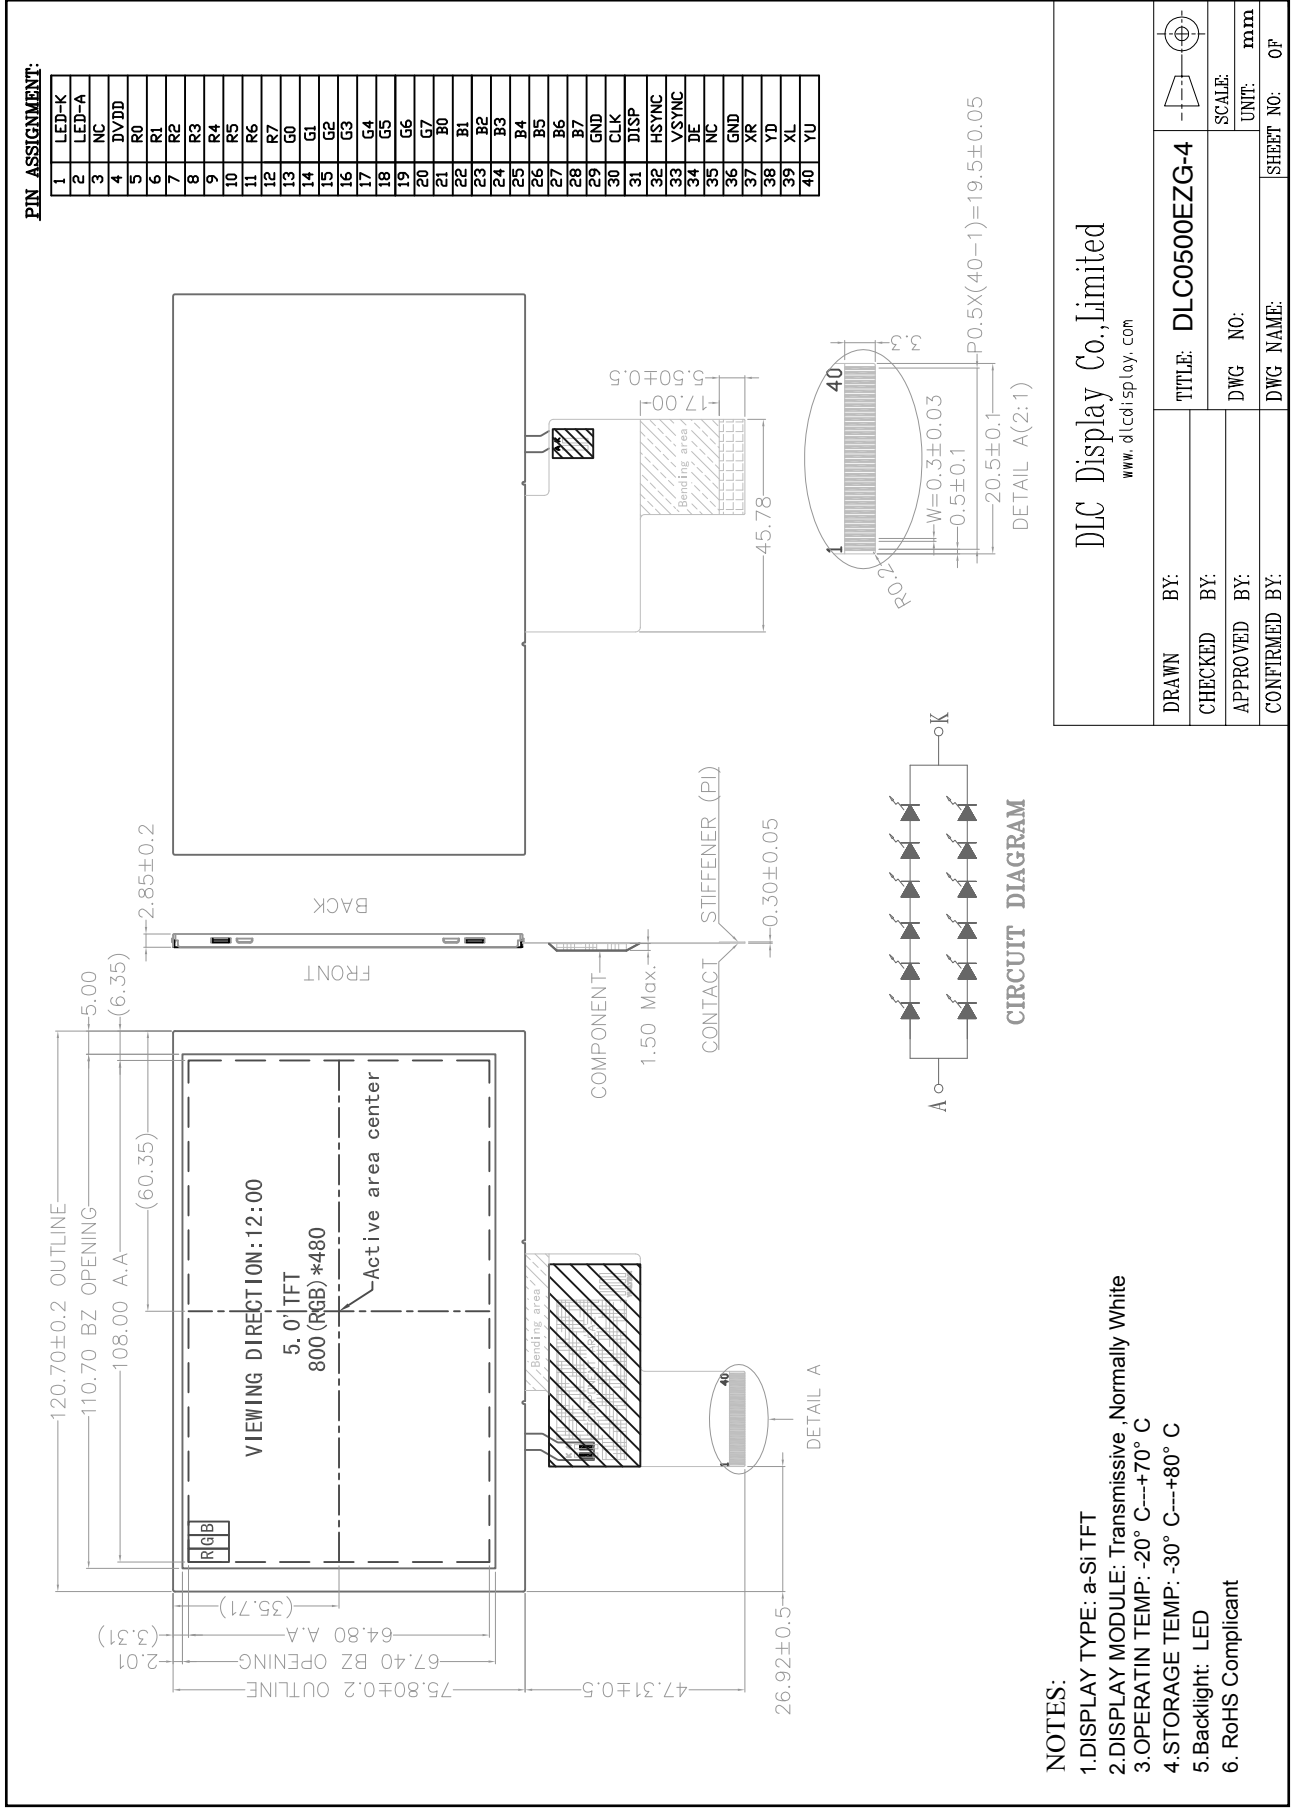 PIN ASSIGNMENT:
1 LED-K
2 LED-A
3 NC
4 DVDD
5 R0
6 R1
7 R2
8 R3
9 R4
10 R5
11 R6
12 R7
13 G0
14 G1
15 G2
16 G3
17 G4
18 G5
19 G6
20 G7
21 B0
22 B1
23 B2
24 B3
25 B4
26 B5
27 B6
28 B7
29 GND
30 CLK
31 DISP
32 HSYNC
33 VSYNC
34 DE
35 NC
36 GND
37 XR
38 YD
39 XL
40 YU
120.70±0.2 OUTLINE
110.70 BZ OPENING
108.00 A.A
(60.35)
5.00
(6.35)
2.85±0.2
FRONT
BACK
R G B
VIEWING DIRECTION:12:00
5.0'TFT
800(RGB)*480
Active area center
75.80±0.2 OUTLINE
67.40 BZ OPENING
64.80 A.A
(35.71)
2.01
(3.31)
47.31±0.5
26.92±0.5
Bending area
1
40
DETAIL A
COMPONENT
1.50 Max.
CONTACT
STIFFENER (PI)
0.30±0.05
Bending area
17.00
5.50±0.5
45.78
1
40
3.3
R0.2
W=0.3±0.03
0.5±0.1
P0.5X(40-1)=19.5±0.05
20.5±0.1
DETAIL A(2:1)
A
K
CIRCUIT DIAGRAM
NOTES:
1.DISPLAY TYPE: a-Si TFT
2.DISPLAY MODULE: Transmissive ,Normally White
3.OPERATIN TEMP: -20° C---+70° C
4.STORAGE TEMP: -30° C---+80° C
5.Backlight: LED
6. RoHS Complicant
DLC Display Co.,Limited
www.dlcdisplay.com
DRAWN BY:
CHECKED BY:
APPROVED BY:
CONFIRMED BY:
TITLE: DLC0500EZG-4
DWG NO:
DWG NAME:
SCALE:
UNIT: mm
SHEET NO: OF